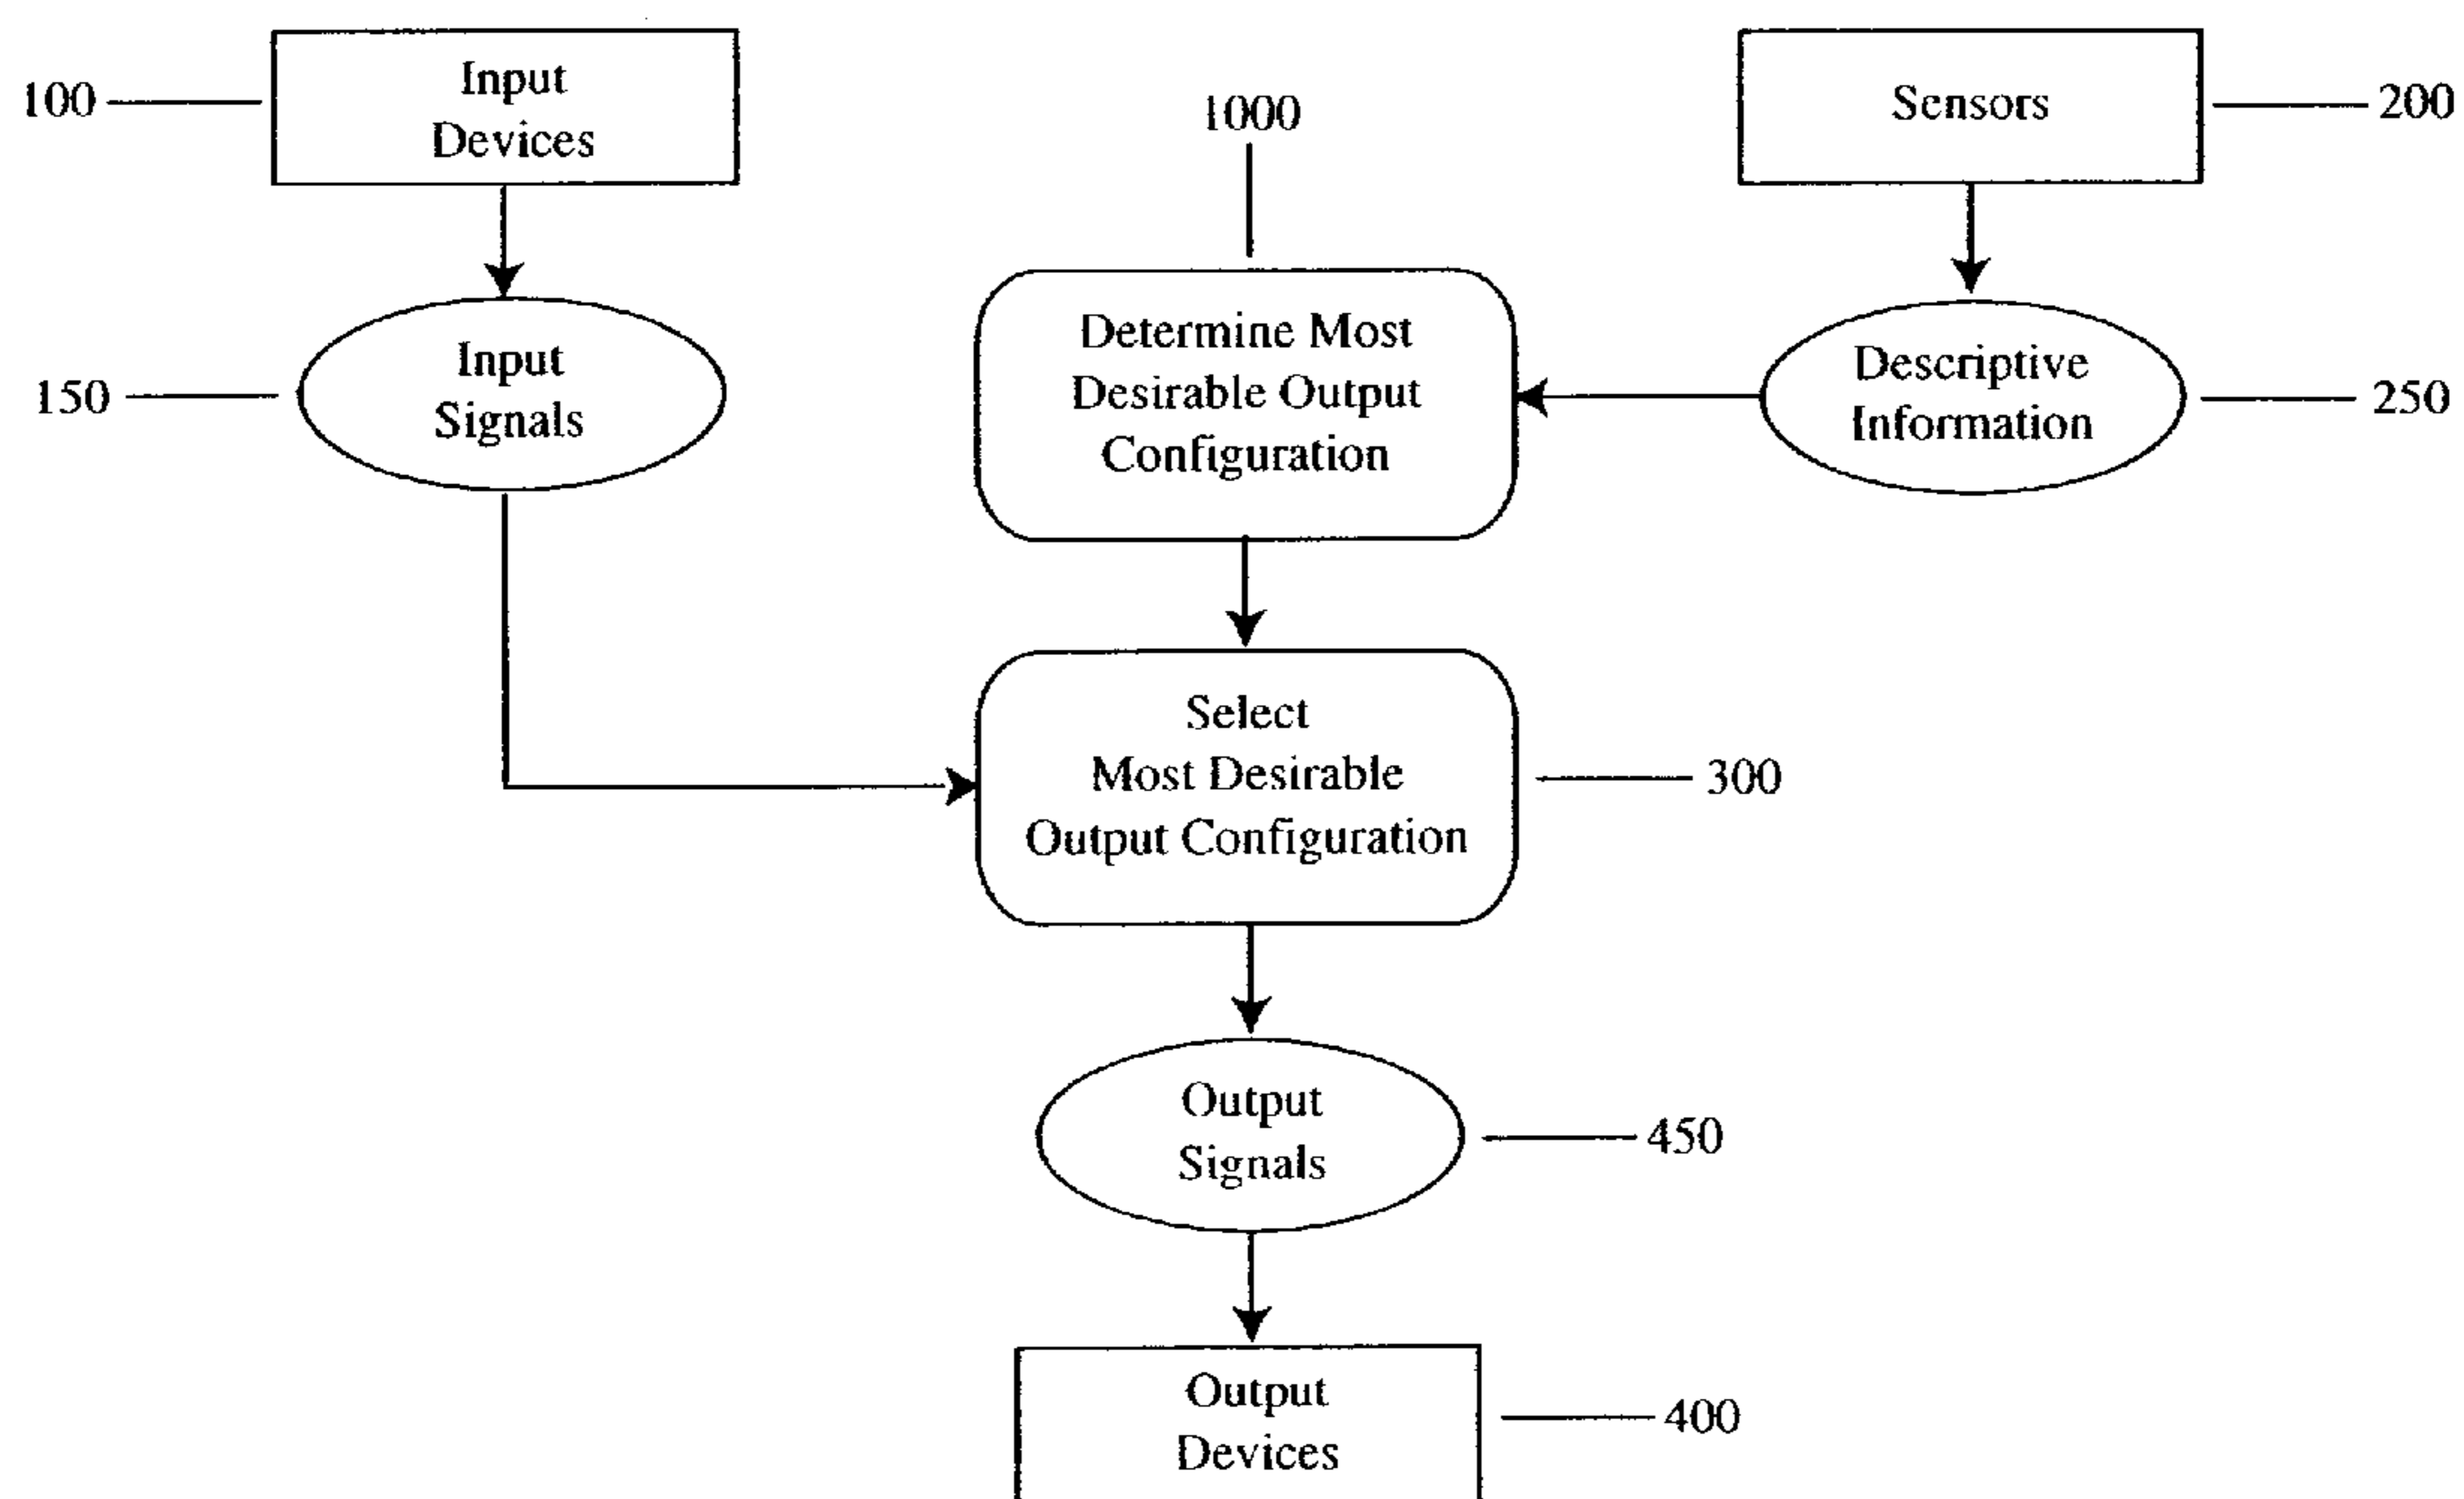 100
Input
Devices
1000
Sensors
200
150
Input
Signals
Determine Most
Desirable Output
Configuration
Descriptive
Information
250
Select
Most Desirable
Output Configuration
300
Output
Signals
450
Output
Devices
400